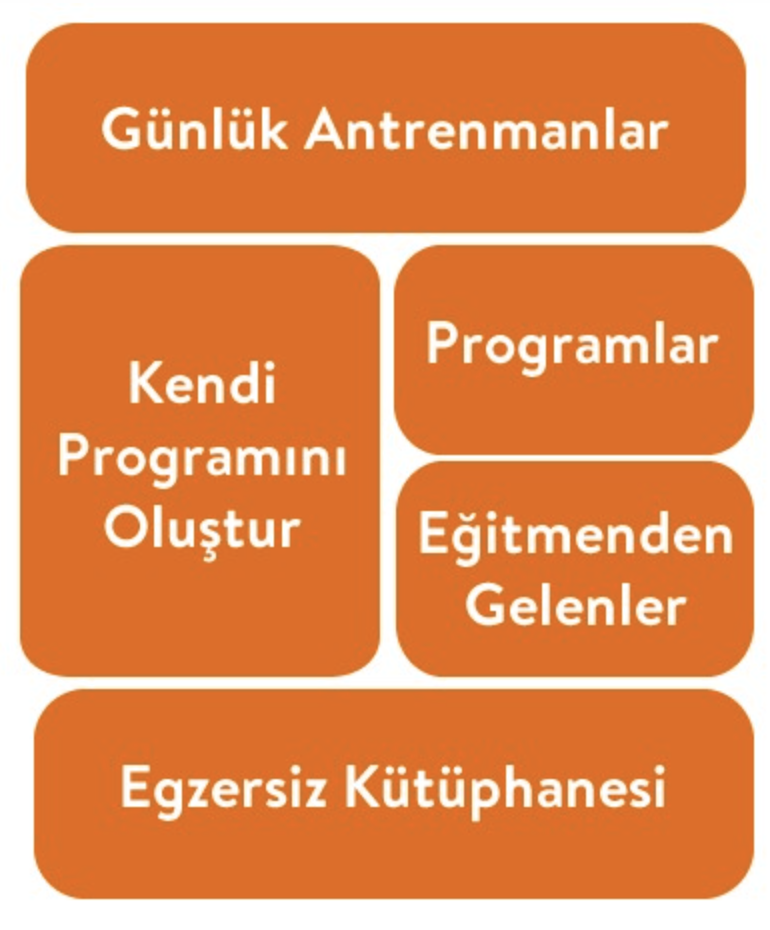 Günlük Antrenmanlar
Kendi
Programını
Oluştur
Programlar
Eğitmenden
Gelenler
Egzersiz Kütüphanesi